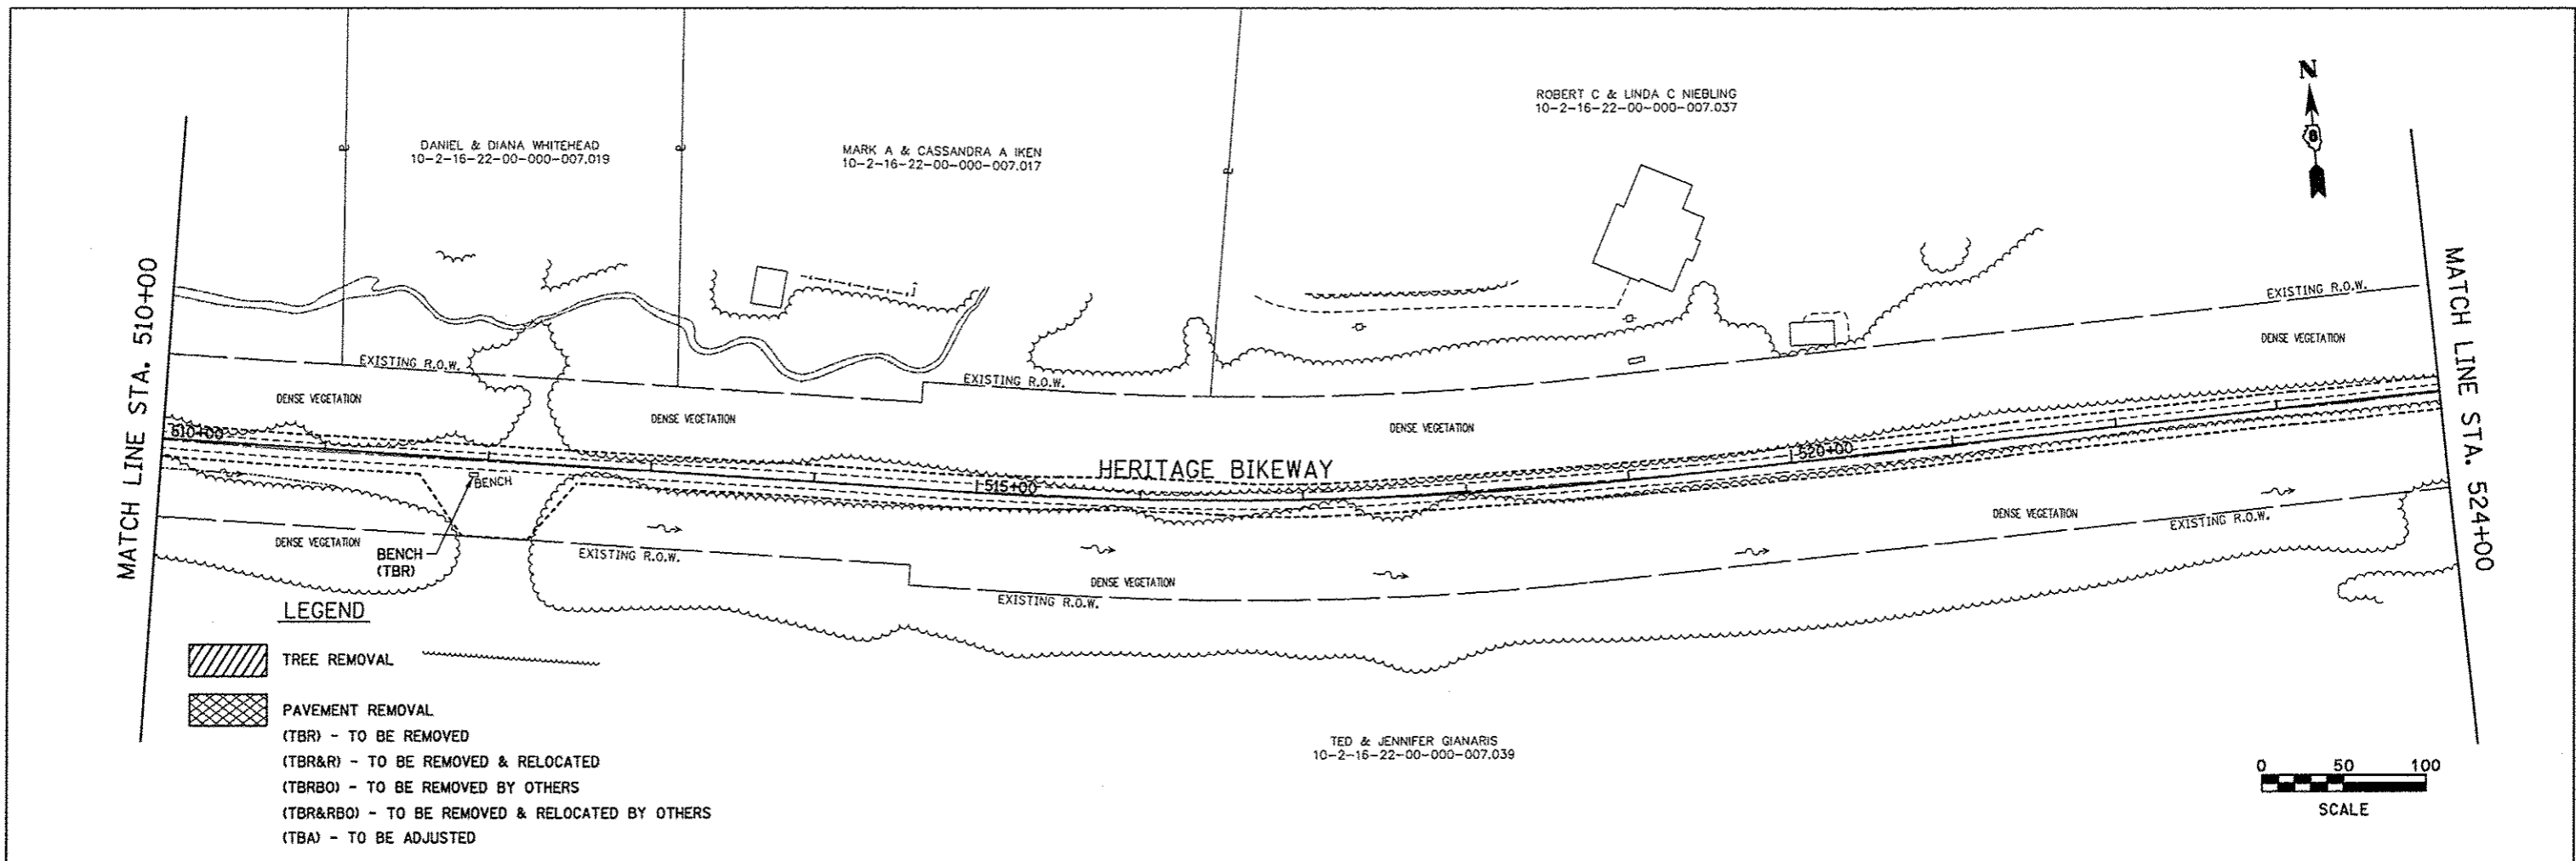 N
ROBERT C & LINDA C NIEBLING
10-2-16-22-00-000-007.037
DANIEL & DIANA WHITEHEAD
10-2-16-22-00-000-007.019
MARK A & CASSANDRA A IKEN
10-2-16-22-00-000-007.017
MATCH LINE STA. 510+00
MATCH LINE STA. 524+00
EXISTING R.O.W.
EXISTING R.O.W.
EXISTING R.O.W.
DENSE VEGETATION
DENSE VEGETATION
DENSE VEGETATION
DENSE VEGETATION
510+00
HERITAGE BIKEWAY
515+00
520+00
BENCH
BENCH
(TBR)
DENSE VEGETATION
EXISTING R.O.W.
DENSE VEGETATION
EXISTING R.O.W.
DENSE VEGETATION
EXISTING R.O.W.
LEGEND
TREE REMOVAL
PAVEMENT REMOVAL
(TBR) - TO BE REMOVED
(TBR&R) - TO BE REMOVED & RELOCATED
(TBRBO) - TO BE REMOVED BY OTHERS
(TBR&RBO) - TO BE REMOVED & RELOCATED BY OTHERS
(TBA) - TO BE ADJUSTED
TED & JENNIFER GIANARIS
10-2-16-22-00-000-007.039
0 50 100
SCALE